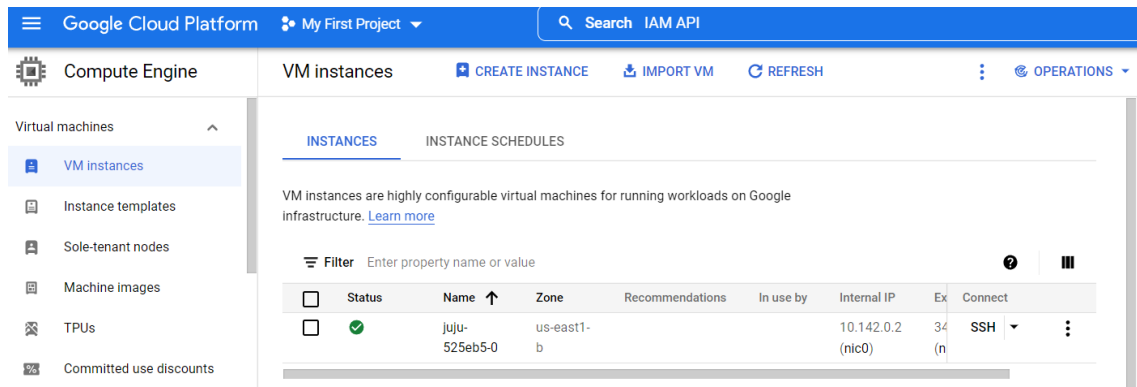 Google Cloud Platform My First Project Search IAM API
Compute Engine VM instances CREATE INSTANCE IMPORT VM REFRESH OPERATIONS
Virtual machines
VM instances
Instance templates
Sole-tenant nodes
Machine images
TPUs
Committed use discounts
INSTANCES INSTANCE SCHEDULES
VM instances are highly configurable virtual machines for running workloads on Google
infrastructure. Learn more
Filter Enter property name or value
Status Name Zone Recommendations In use by Internal IP Ex Connect
juju- us-east1- 10.142.0.2 34 SSH
525eb5-0 b (nic0) (n